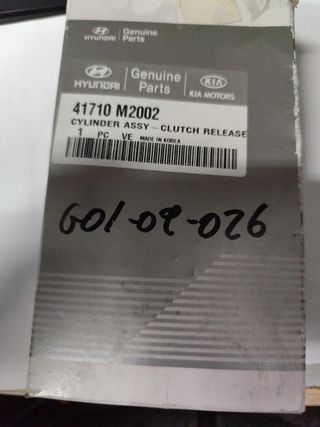 HYUNDAI Genuine Parts
HYUNDAI Genuine Parts KIA KIA MOTORS
41710 M2002
CYLINDER ASSY-CLUTCH RELEASE
1 PC VE MADE IN KOREA
G01-09-026